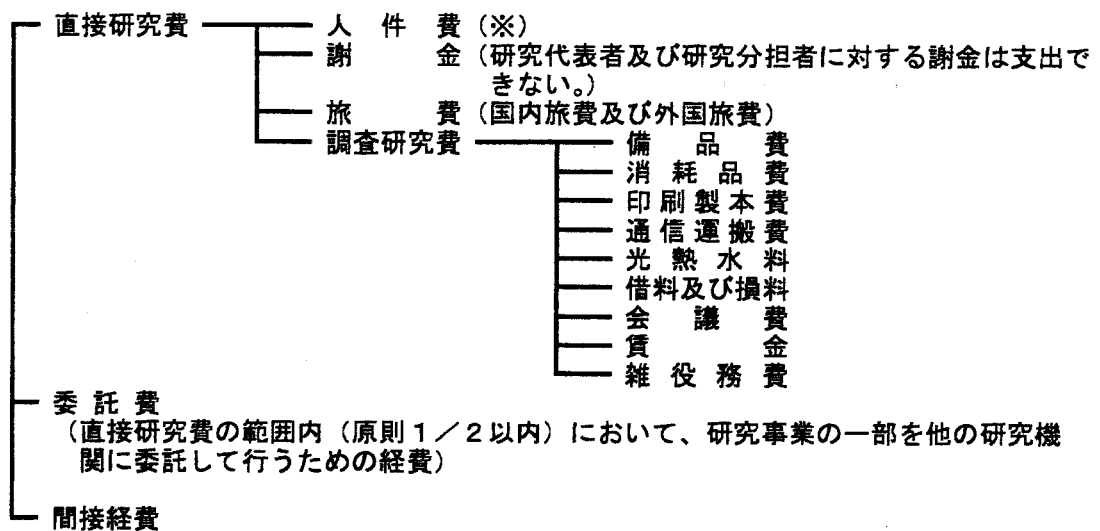 直接研究費 人件費(※)
謝金(研究代表者及び研究分担者に対する謝金は支出で
きない。)
旅費(国内旅費及び外国旅費)
調査研究費 備品費
消耗品費
印刷製本費
通信運搬費
光熱水料
借料及び損料
会議費
賃金
雑役務費
委託費
(直接研究費の範囲内(原則1/2以内)において、研究事業の一部を他の研究機
関に委託して行うための経費)
間接経費